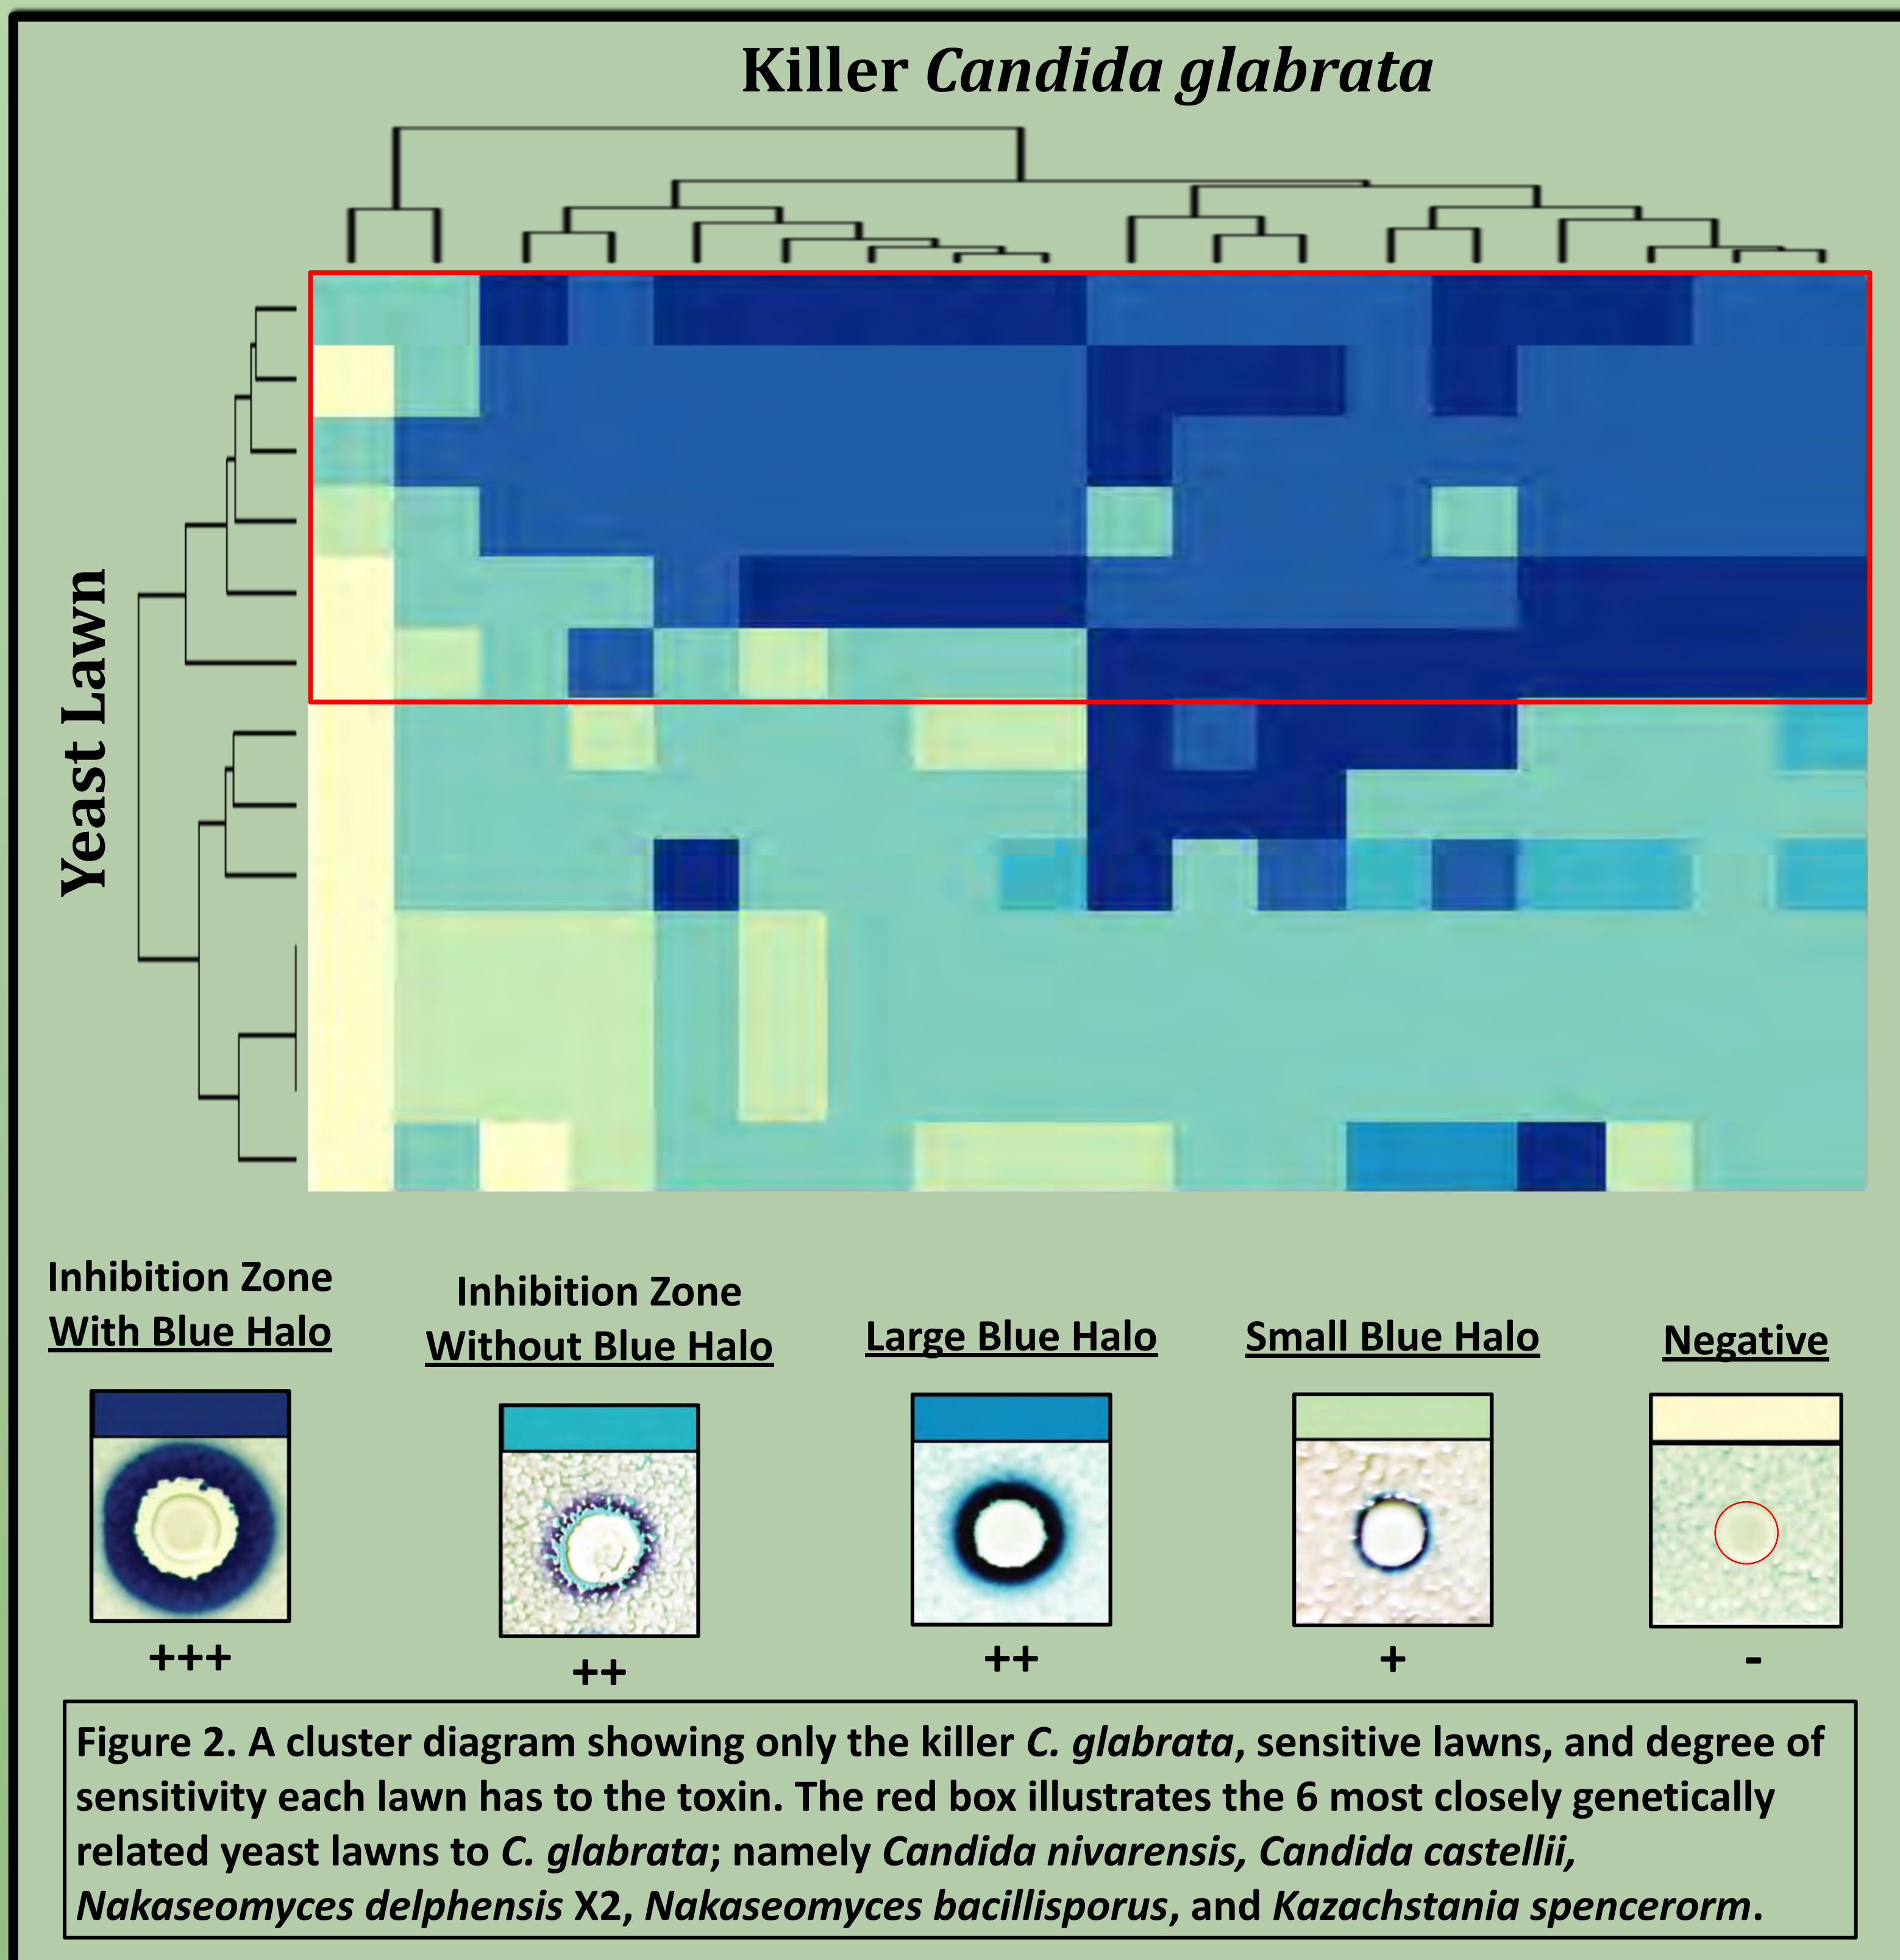 Killer Candida glabrata
Yeast Lawn
Inhibition Zone
With Blue Halo
Inhibition Zone
Without Blue Halo
Large Blue Halo
Small Blue Halo
Negative
+++
++
++
+
-
Figure 2. A cluster diagram showing only the killer C. glabrata, sensitive lawns, and degree of
sensitivity each lawn has to the toxin. The red box illustrates the 6 most closely genetically
related yeast lawns to C. glabrata; namely Candida nivarensis, Candida castellii,
Nakaseomyces delphensis X2, Nakaseomyces bacillisporus, and Kazachstania spencerorm.